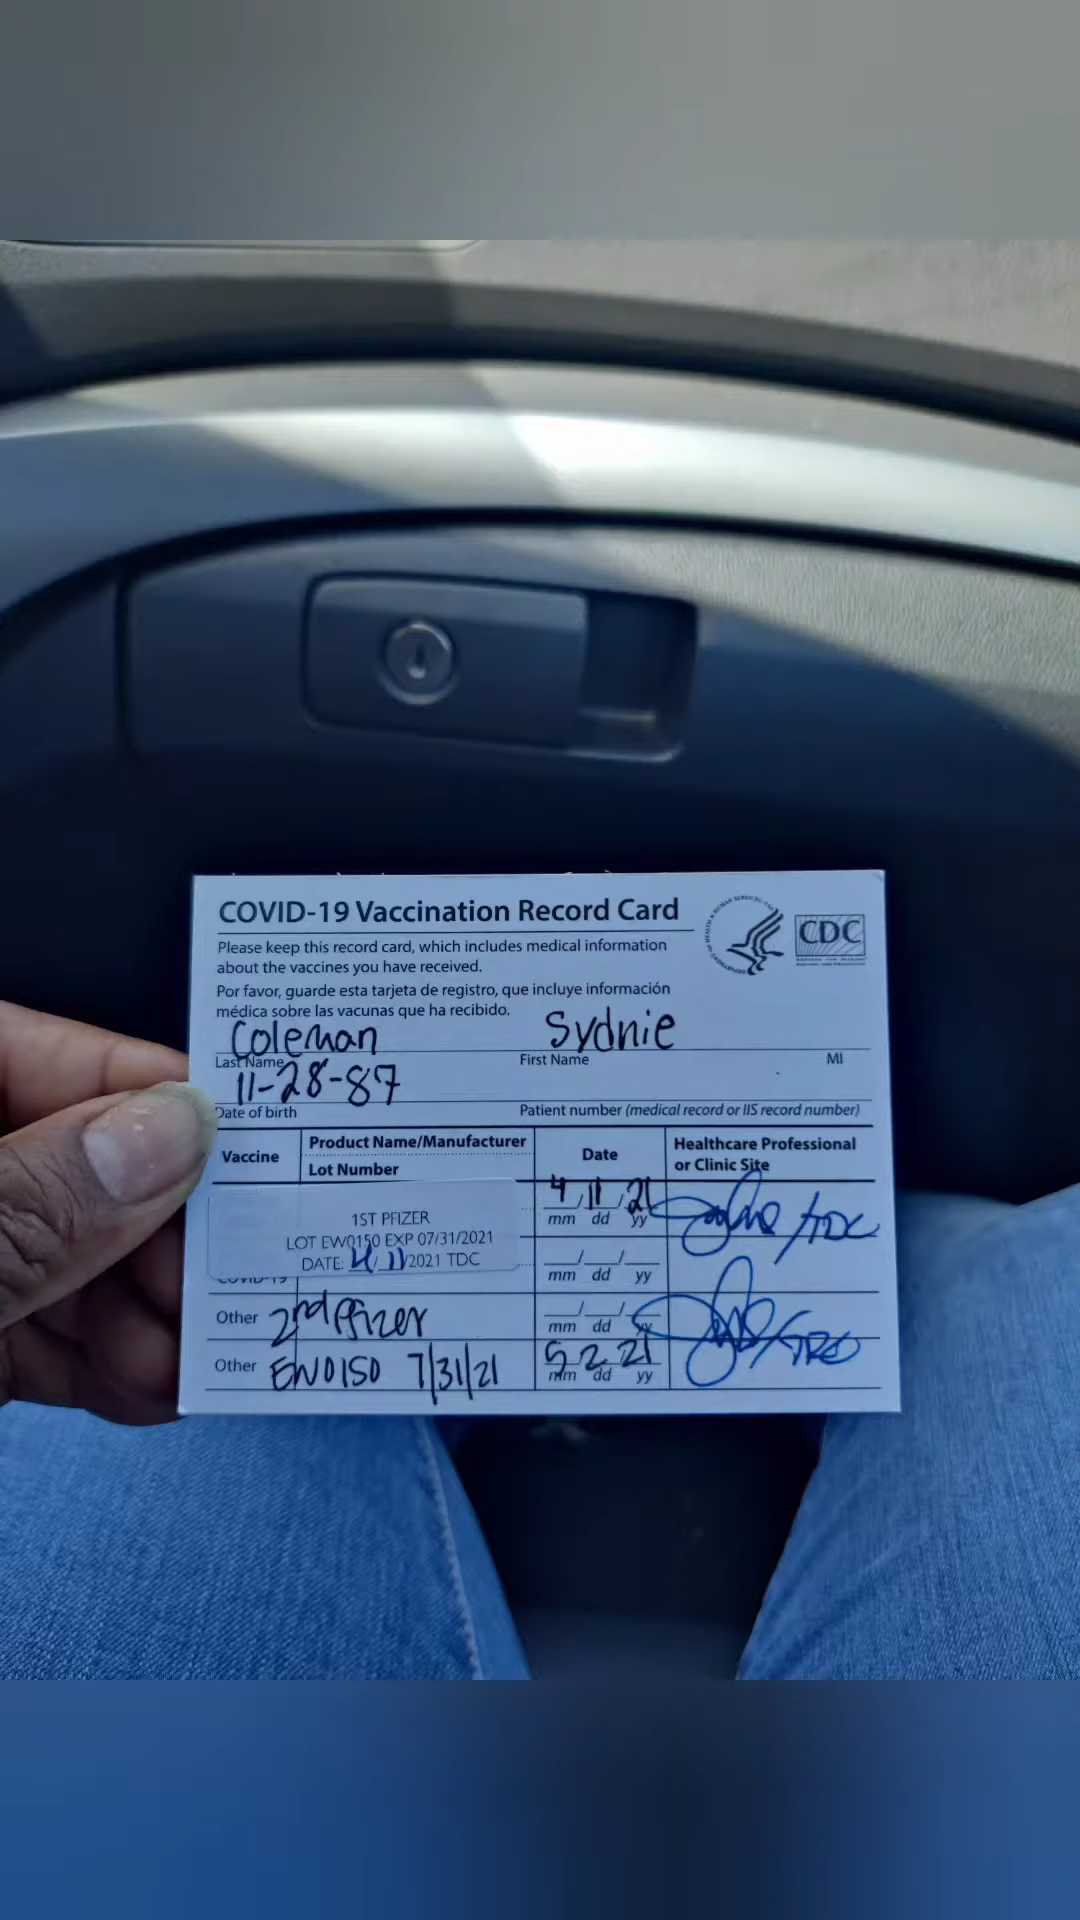 COVID-19 Vaccination Record Card
CDC
Please keep this record card, which includes medical information
about the vaccines you have received.
Por favor, guarde esta tarjeta de registro, que incluye información
médica sobre las vacunas que ha recibido.
Coleman Sydnie
Last Name First Name MI
11-28-87
Date of birth Patient number (medical record or IIS record number)
Vaccine Product Name/Manufacturer Date Healthcare Professional
Lot Number or Clinic Site
1ST PFIZER 4/11/21 /TDC
mm dd yy
LOT EW0150 EXP 07/31/2021
DATE: 4/11/2021 TDC
COVID-19 mm dd yy
Other 2nd Pfizer
mm dd yy
Other EW0150 7/31/21 5/2/21
mm dd yy